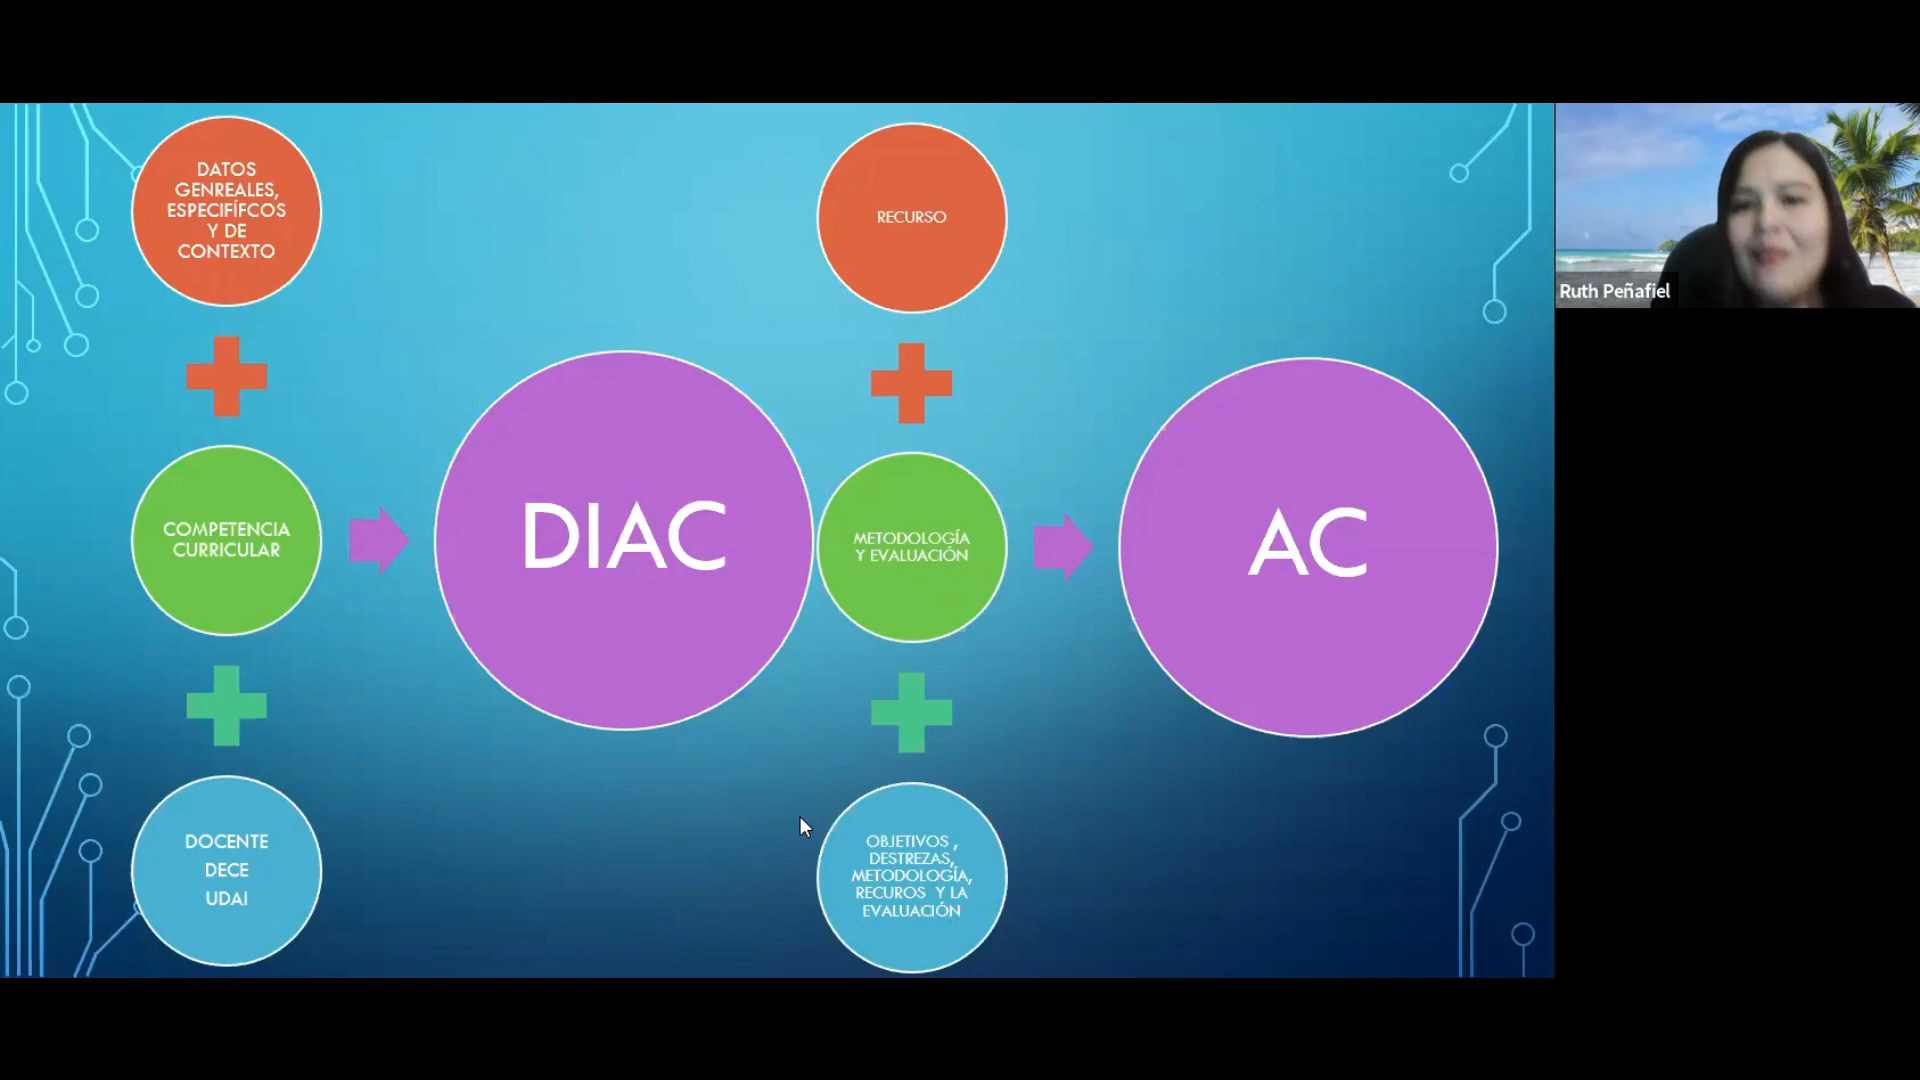 DATOS
GENREALES,
ESPECIFÍFCOS
Y DE
CONTEXTO
COMPETENCIA
CURRICULAR
DOCENTE
DECE
UDAI
DIAC
RECURSO
METODOLOGÍA
Y EVALUACIÓN
OBJETIVOS ,
DESTREZAS,
METODOLOGÍA,
RECUROS Y LA
EVALUACIÓN
AC
Ruth Peñafiel